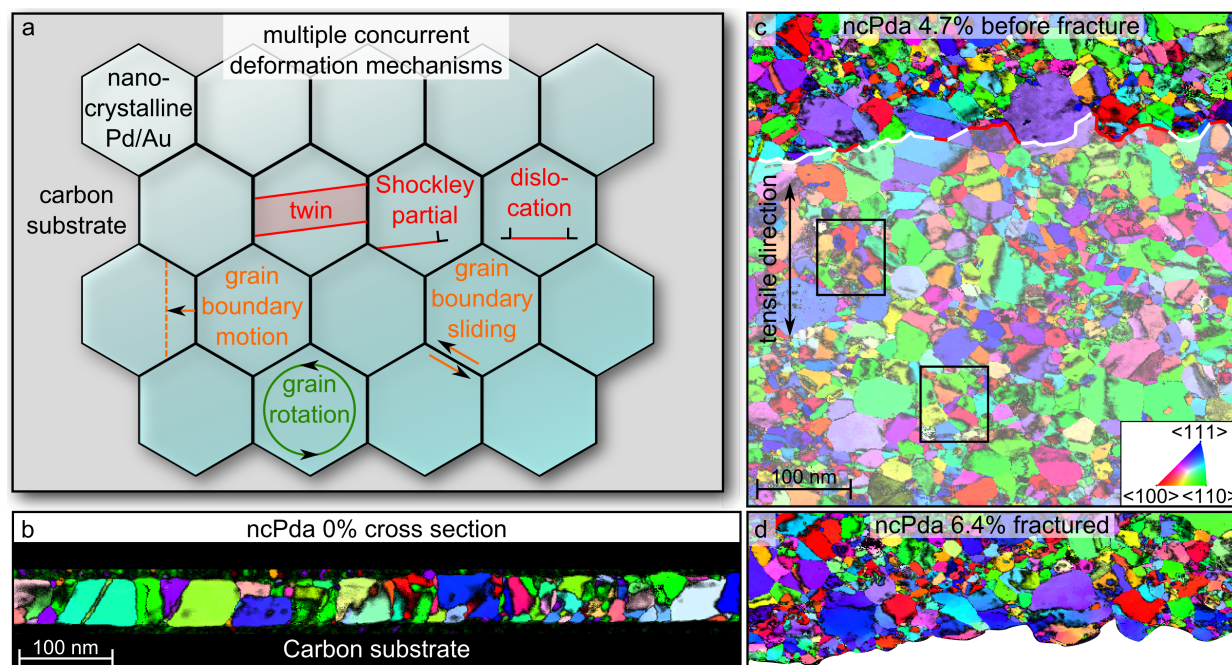 a
multiple concurrent
deformation mechanisms
nano-
crystalline
Pd/Au
carbon
substrate
twin
Shockley
partial
dislo-
cation
grain
boundary
motion
grain
boundary
sliding
grain
rotation
b
ncPda 0% cross section
100 nm
Carbon substrate
c
ncPda 4.7% before fracture
tensile direction
100 nm
<111>
<100> <110>
d
ncPda 6.4% fractured